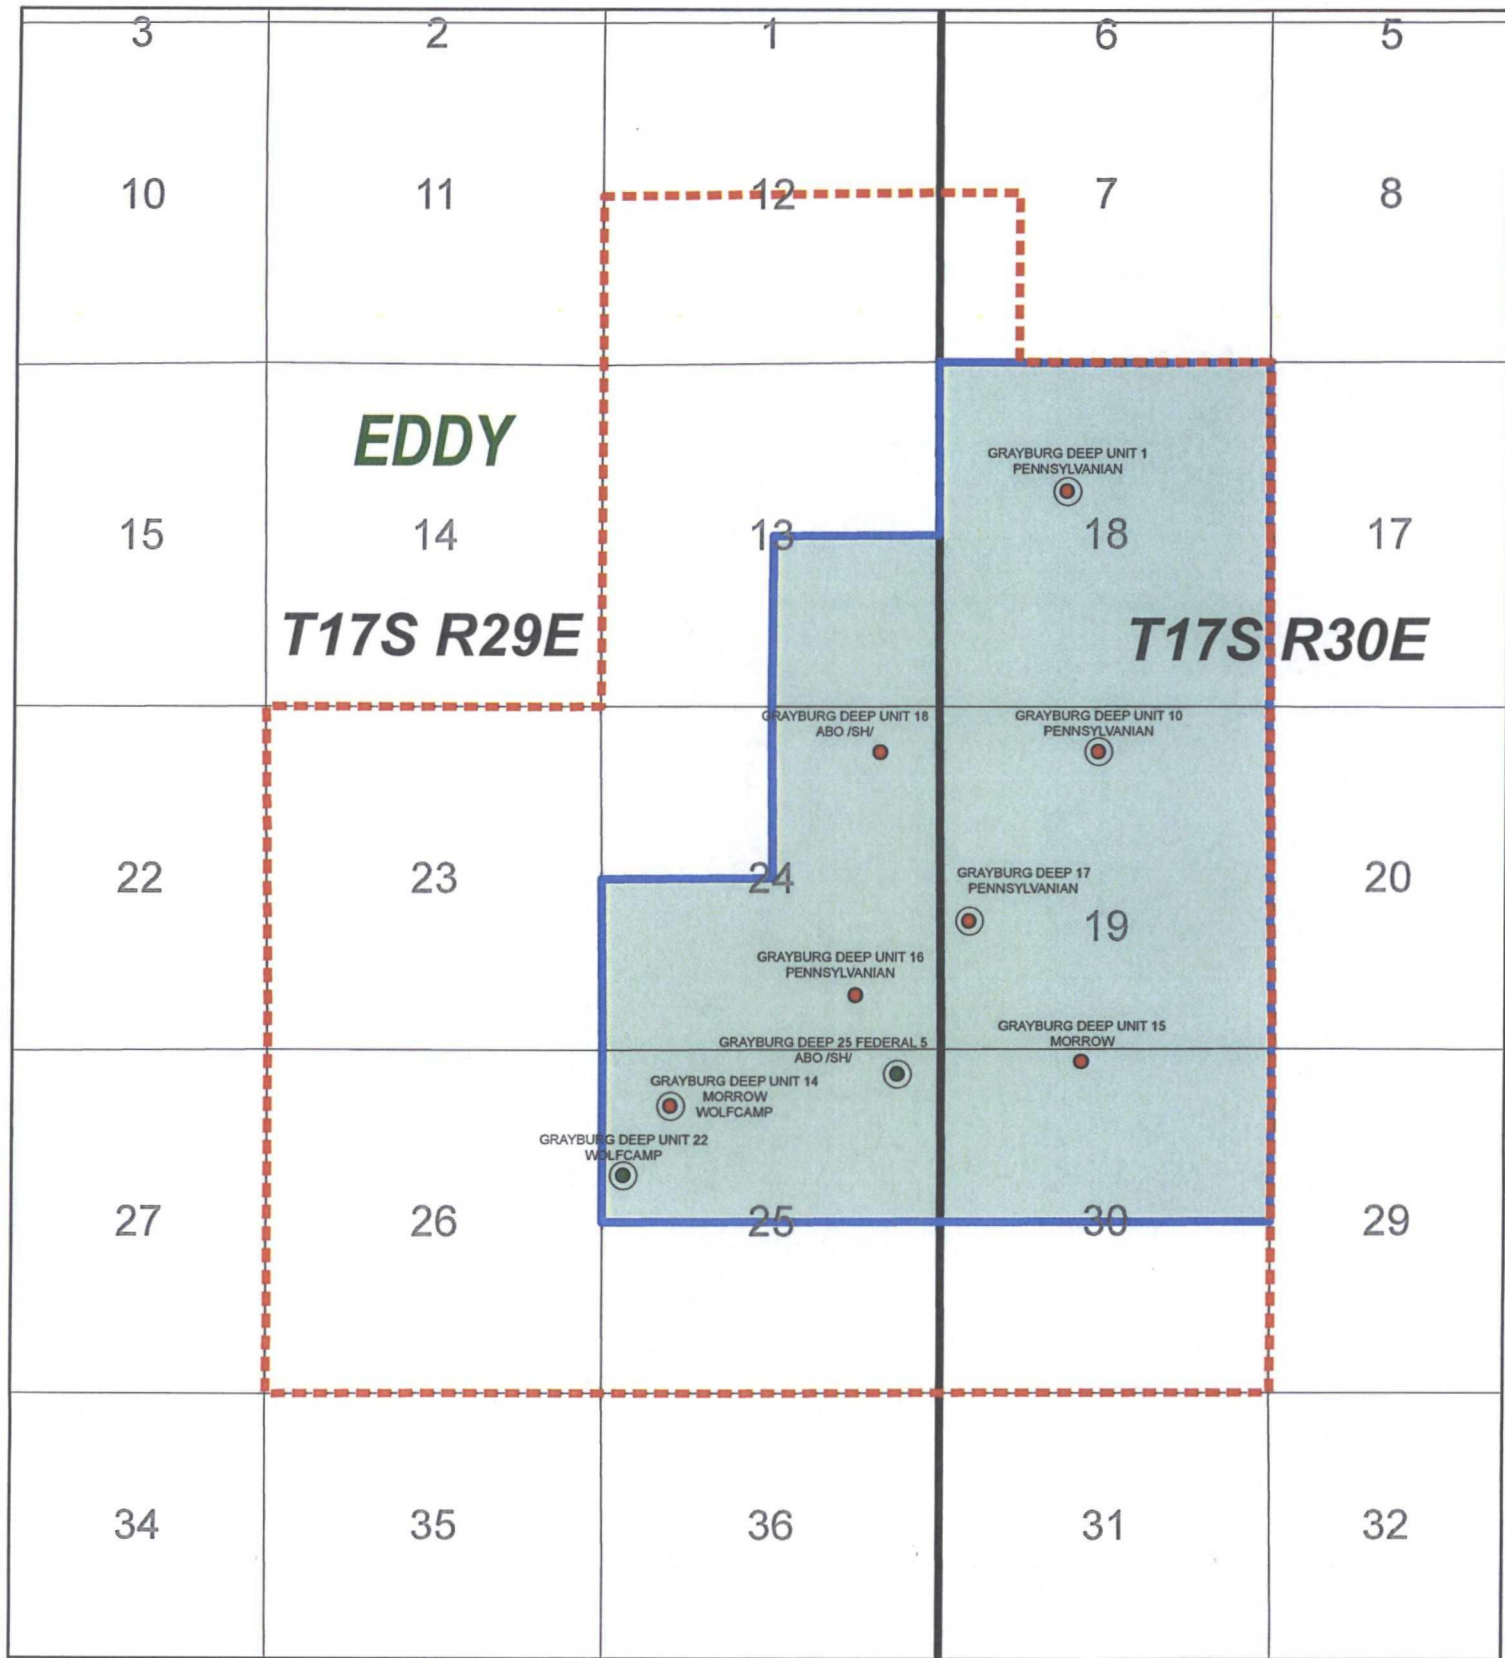 3
2
1
6
5
10
11
12
7
8
EDDY
GRAYBURG DEEP UNIT 1
PENNSYLVANIAN
15
14
13
18
17
T17S R29E
T17S R30E
GRAYBURG DEEP UNIT 18
ABO /SH/
GRAYBURG DEEP UNIT 10
PENNSYLVANIAN
22
23
24
GRAYBURG DEEP 17
PENNSYLVANIAN
19
20
GRAYBURG DEEP UNIT 16
PENNSYLVANIAN
GRAYBURG DEEP UNIT 15
MORROW
GRAYBURG DEEP 25 FEDERAL 5
ABO /SH/
GRAYBURG DEEP UNIT 14
MORROW
WOLFCAMP
GRAYBURG DEEP UNIT 22
WOLFCAMP
27
26
25
30
29
34
35
36
31
32